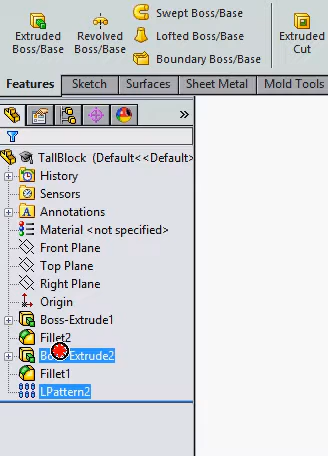 Swept Boss/Base
Extruded Boss/Base
Revolved Boss/Base
Lofted Boss/Base
Boundary Boss/Base
Extruded Cut
Features Sketch Surfaces Sheet Metal Mold Tools
»
TallBlock (Default<<Default>
History
Sensors
Annotations
Material <not specified>
Front Plane
Top Plane
Right Plane
Origin
Boss-Extrude1
Fillet2
Boss-Extrude2
Fillet1
LPattern2